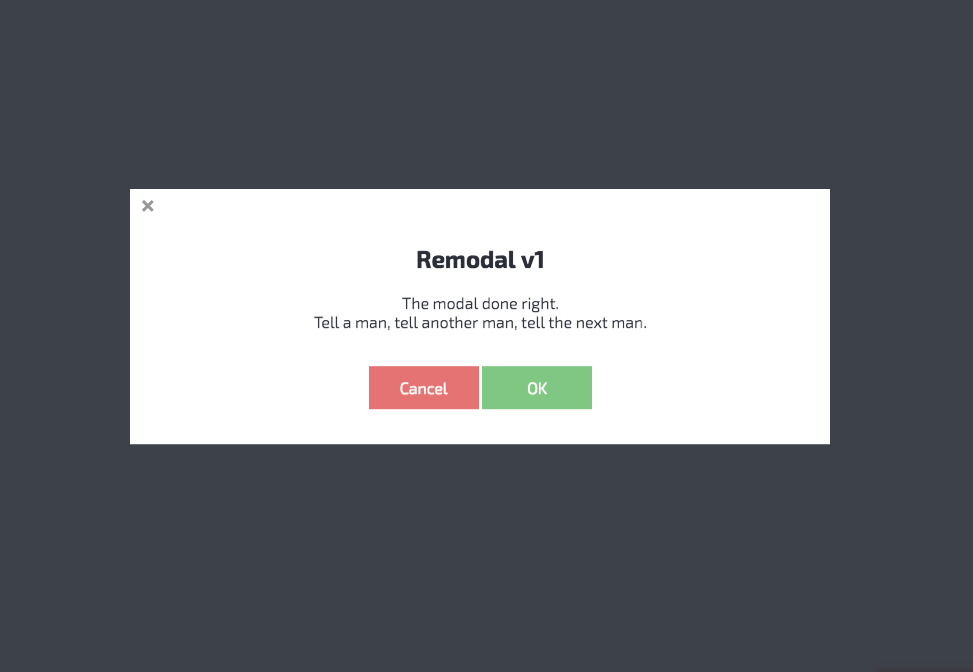 Remodal v1
The modal done right.
Tell a man, tell another man, tell the next man.
Cancel
OK